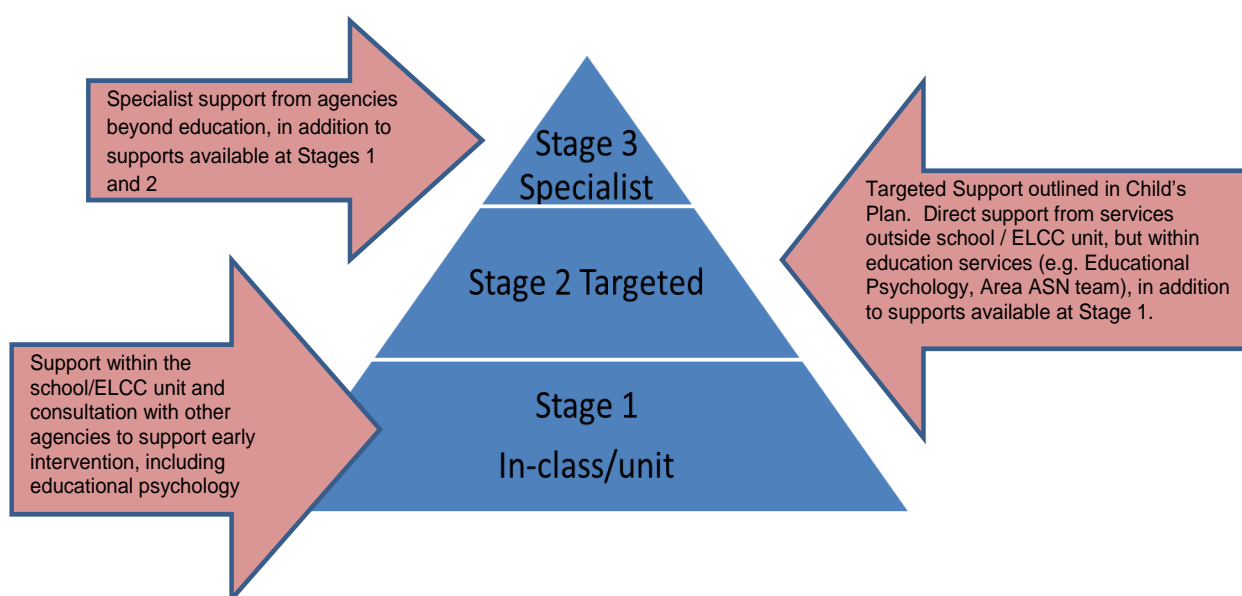 Specialist support from agencies
beyond education, in addition to
supports available at Stages 1
and 2
Stage 3
Specialist
Targeted Support outlined in Child's
Plan.  Direct support from services
outside school / ELCC unit, but within
education services (e.g. Educational
Psychology, Area ASN team), in addition
to supports available at Stage 1.
Stage 2 Targeted
Support within the
school/ELCC unit and
consultation with other
agencies to support early
intervention, including
educational psychology
Stage 1
In-class/unit